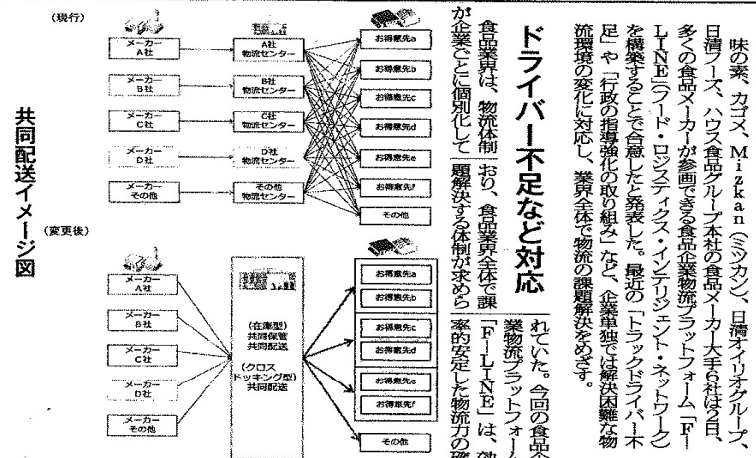 味の素、カゴメ、Mizkan(ミツカン)、日清オイリオグループ、
日清フーズ、ハウス食品グループ本社の食品メーカー大手6社は2日、
多くの食品メーカーが参画できる食品企業物流プラットフォーム「F―
LINE」(フード・ロジスティクス・インテリジェント・ネットワーク)
を構築することで合意したと発表した。最近の「トラックドライバー不
足」や「行政の指導強化の取り組み」など、企業単独では解決困難な物
流環境の変化に対応し、業界全体で物流の課題解決をめざす。
ドライバー不足など対応
食品業界は、物流体制
が企業ごとに個別化して
おり、食品業界全体で課
題解決する体制が求めら
れていた。今回の食品企
業物流プラットフォーム
「F―LINE」は、効
率的安定した物流力の確
共同配送イメージ図
(現行)
メーカー
A社
メーカー
B社
メーカー
C社
メーカー
D社
メーカー
その他
A社
物流センター
B社
物流センター
C社
物流センター
D社
物流センター
その他
物流センター
お得意先a
お得意先b
お得意先c
お得意先d
お得意先e
お得意先f
その他
(変更後)
メーカー
A社
メーカー
B社
メーカー
C社
メーカー
D社
メーカー
その他
(在庫型)
共同保管
共同配送
(クロス
ドッキング型)
共同配送
お得意先a
お得意先b
お得意先c
お得意先d
お得意先e
お得意先f
その他